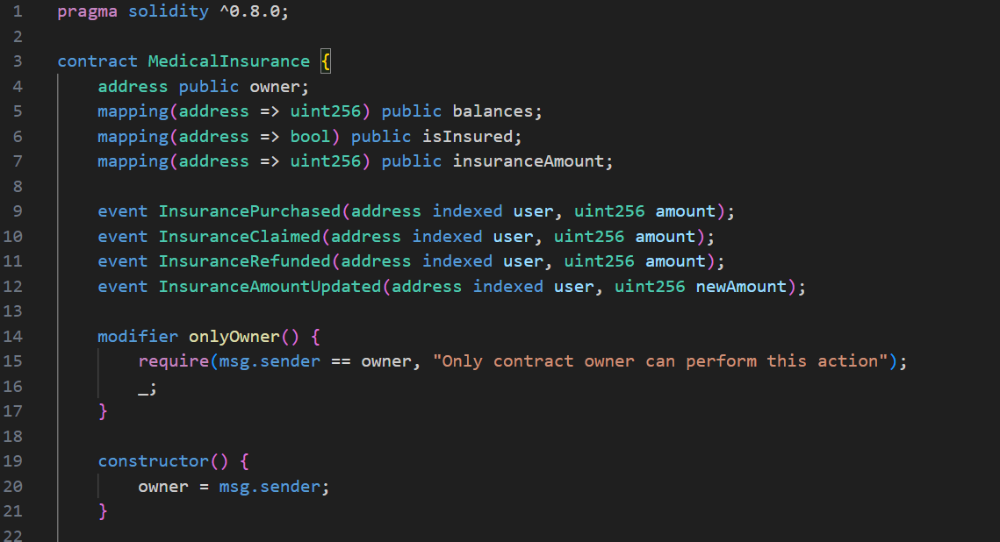 1 pragma solidity ^0.8.0;
2
3 contract MedicalInsurance {
4 address public owner;
5 mapping(address => uint256) public balances;
6 mapping(address => bool) public isInsured;
7 mapping(address => uint256) public insuranceAmount;
8
9 event InsurancePurchased(address indexed user, uint256 amount);
10 event InsuranceClaimed(address indexed user, uint256 amount);
11 event InsuranceRefunded(address indexed user, uint256 amount);
12 event InsuranceAmountUpdated(address indexed user, uint256 newAmount);
13
14 modifier onlyOwner() {
15 require(msg.sender == owner, "Only contract owner can perform this action");
16 _;
17 }
18
19 constructor() {
20 owner = msg.sender;
21 }
22